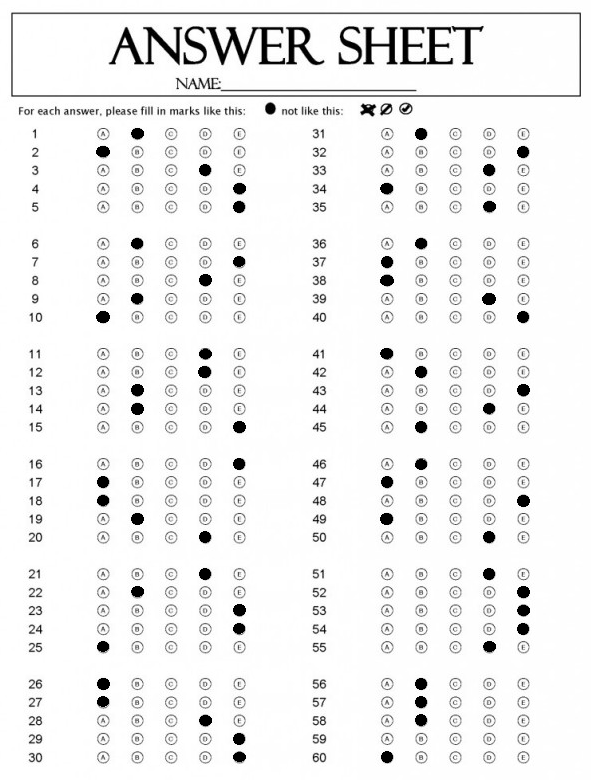 ANSWER SHEET
NAME:
For each answer, please fill in marks like this: not like this:
1 A C D E
2 B C D E
3 A B C E
4 A B C D
5 A B C D
6 A C D E
7 A B C D
8 A B C E
9 A C D E
10 B C D E
11 A B C E
12 A B C E
13 A C D E
14 A C D E
15 A B C D
16 A B C D
17 B C D E
18 B C D E
19 A C D E
20 A B C E
21 A B C E
22 A C D E
23 A B C D
24 A B C D
25 B C D E
26 B C D E
27 B C D E
28 A B C E
29 A B C D
30 A B C D
31 A C D E
32 A B C D
33 A B C E
34 B C D E
35 A B C E
36 A C D E
37 B C D E
38 B C D E
39 A B C E
40 A B C D
41 B C D E
42 A C D E
43 A B C D
44 A B C E
45 A C D E
46 A C D E
47 B C D E
48 A B C D
49 B C D E
50 A B C E
51 A B C E
52 A B C D
53 A B C D
54 A B C D
55 A B C E
56 A C D E
57 A C D E
58 A C D E
59 A B C D E
60 B C D E